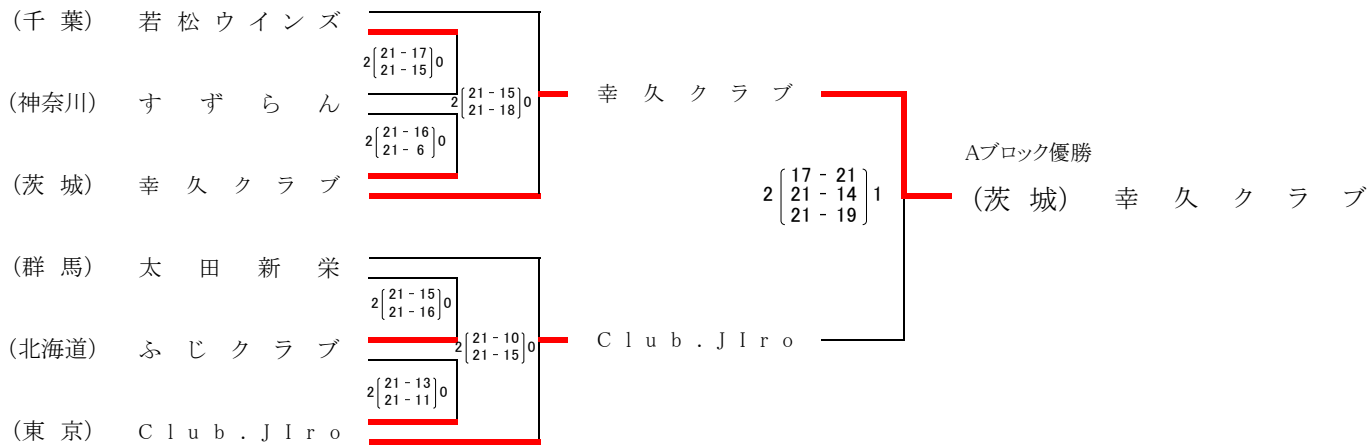 (千 葉) 若 松 ウ イ ン ズ
2 21 - 17 0
21 - 15
(神奈川) す ず ら ん
2 21 - 15 0
21 - 18
幸 久 ク ラ ブ
2 21 - 16 0
21 - 6
(茨 城) 幸 久 ク ラ ブ
Aブロック優勝
17 - 21
2 21 - 14 1
21 - 19
(茨 城) 幸 久 ク ラ ブ
(群 馬) 太 田 新 栄
2 21 - 15 0
21 - 16
(北海道) ふ じ ク ラ ブ
2 21 - 10 0
21 - 15
C l u b . J I r o
2 21 - 13 0
21 - 11
(東 京) C l u b . J I r o